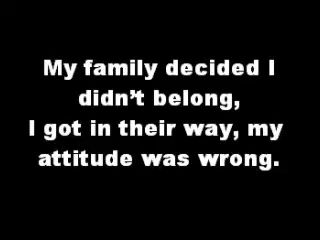 My family decided I
didn't belong,
I got in their way, my
attitude was wrong.